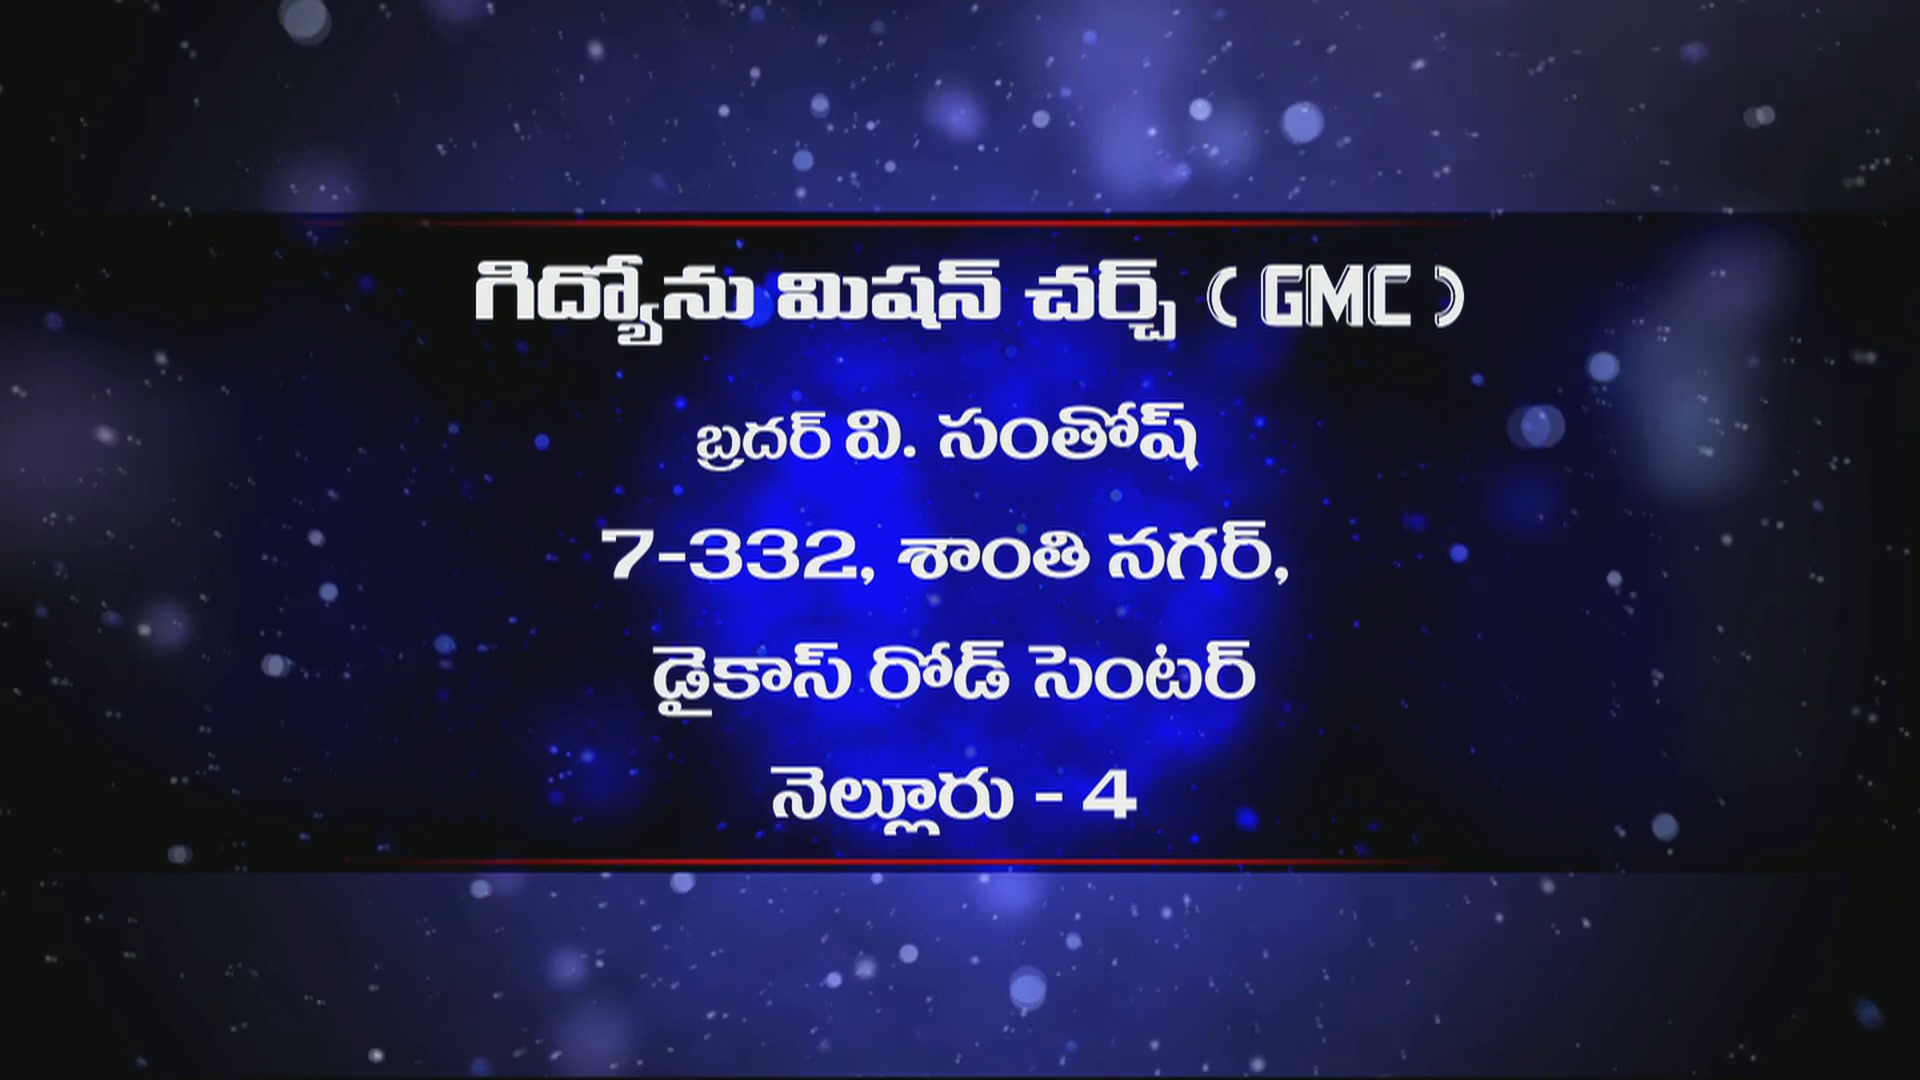 గిద్యోను మిషన్ చర్చ్ ( GMC )
బ్రదర్ వి. సంతోష్
7-332, శాంతి నగర్,
డైకాస్ రోడ్ సెంటర్
నెల్లూరు - 4